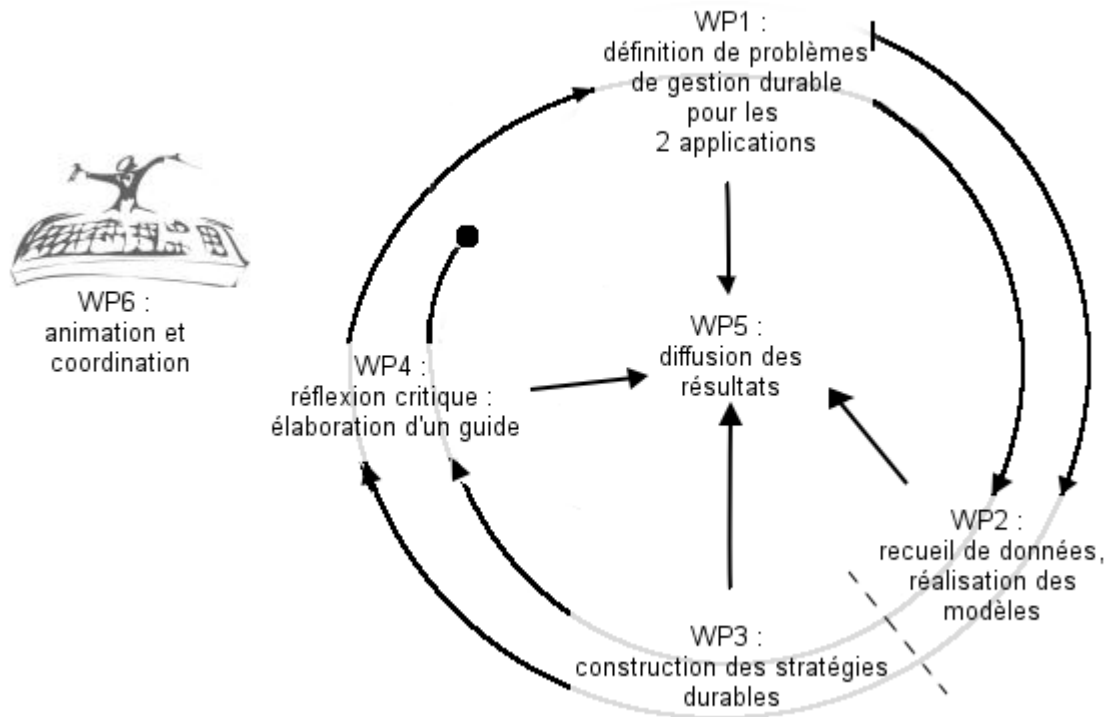 WP1 :
définition de problèmes
de gestion durable
pour les
2 applications
WP6 :
animation et
coordination
WP5 :
diffusion des
résultats
WP4 :
réflexion critique :
élaboration d'un guide
WP2 :
recueil de données,
réalisation des
modèles
WP3 :
construction des stratégies
durables